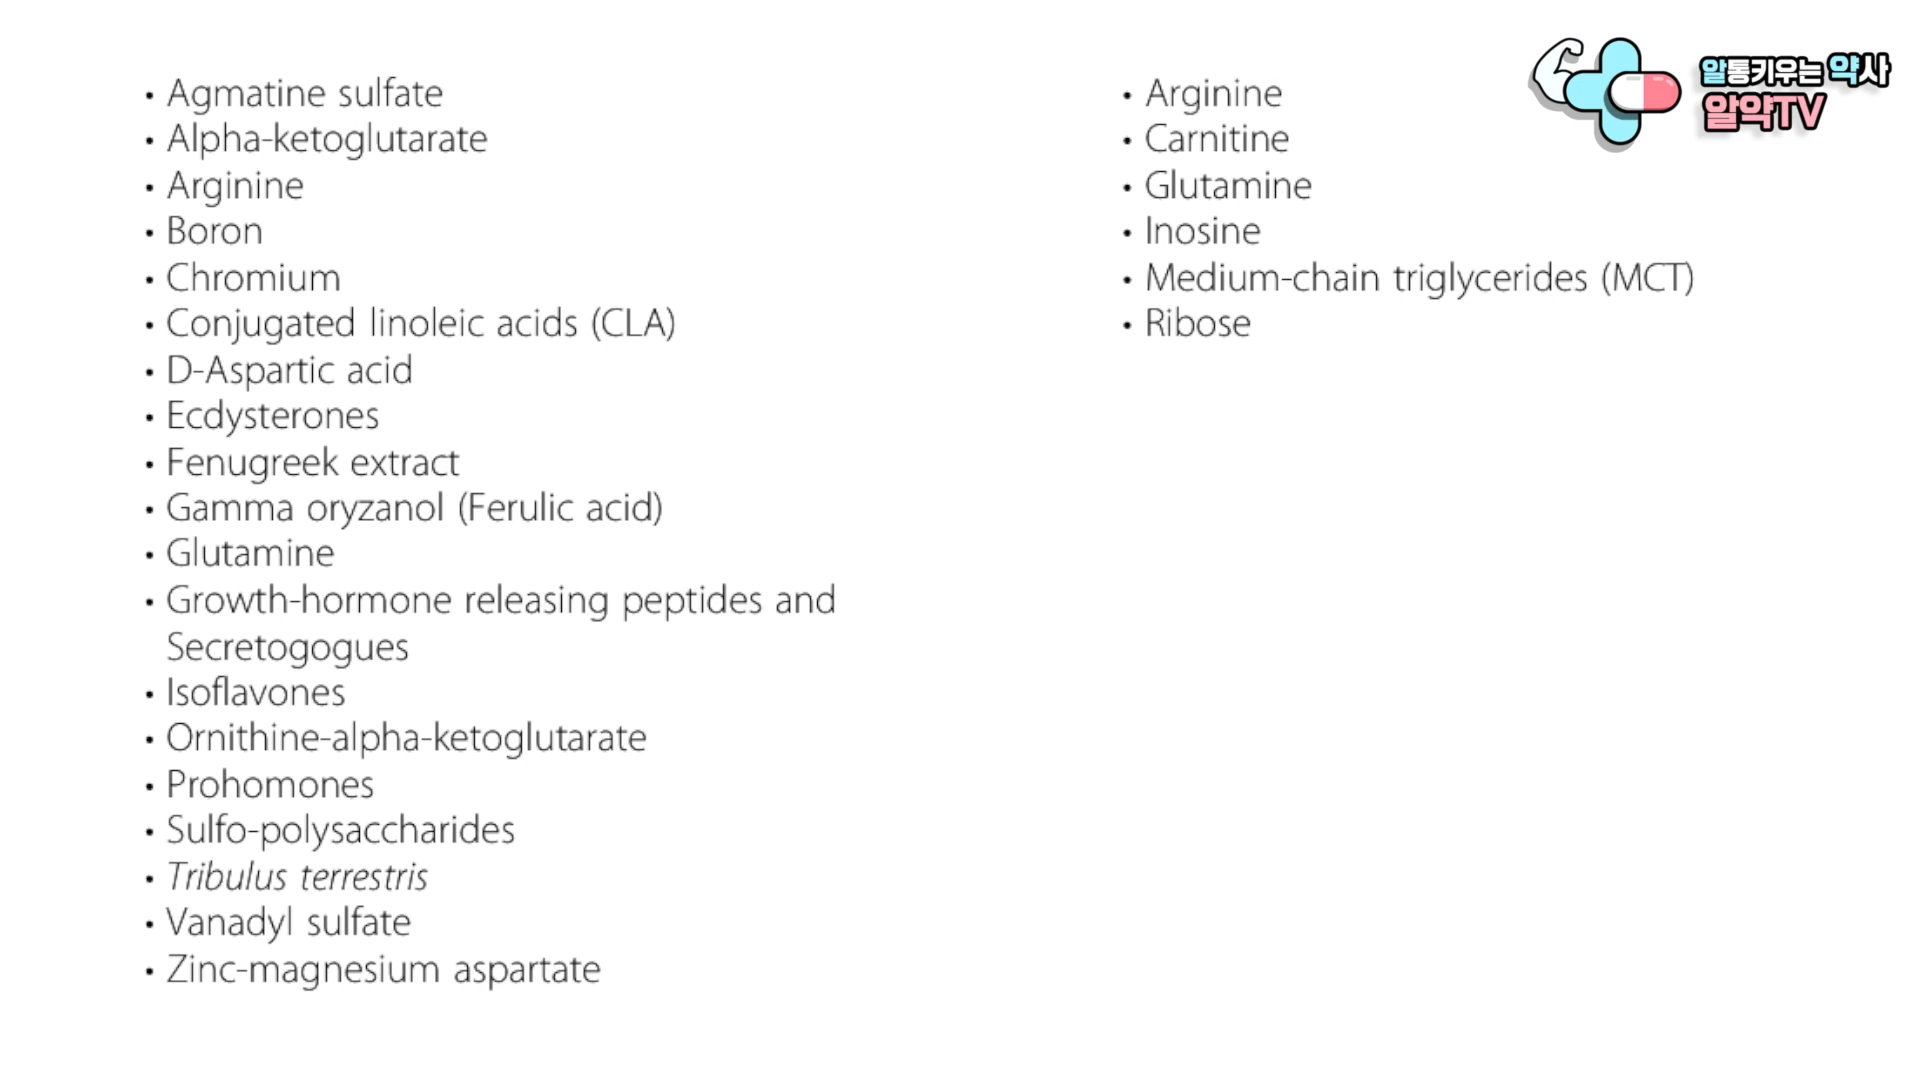 • Agmatine sulfate
• Alpha-ketoglutarate
• Arginine
• Boron
• Chromium
• Conjugated linoleic acids (CLA)
• D-Aspartic acid
• Ecdysterones
• Fenugreek extract
• Gamma oryzanol (Ferulic acid)
• Glutamine
• Growth-hormone releasing peptides and
Secretogogues
• Isoflavones
• Ornithine-alpha-ketoglutarate
• Prohomones
• Sulfo-polysaccharides
• Tribulus terrestris
• Vanadyl sulfate
• Zinc-magnesium aspartate
• Arginine
• Carnitine
• Glutamine
• Inosine
• Medium-chain triglycerides (MCT)
• Ribose
알통키우는 약사
알약TV